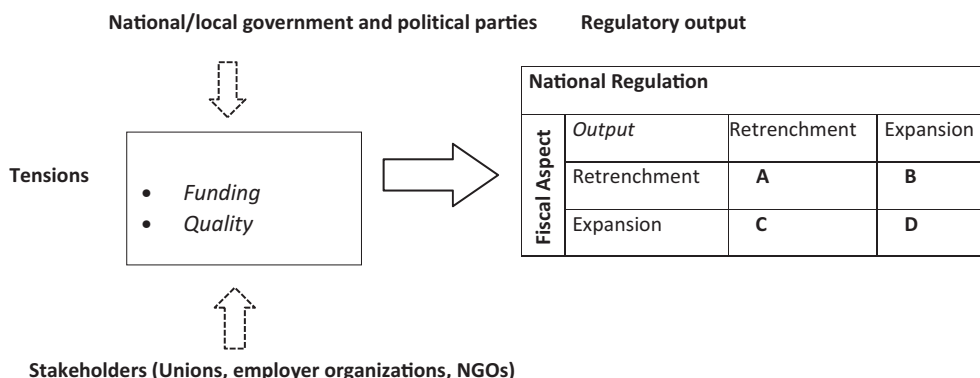 National/local government and political parties Regulatory output
National Regulation
Fiscal Aspect
Output Retrenchment Expansion
Tensions
Retrenchment A B
• Funding
• Quality
Expansion C D
Stakeholders (Unions, employer organizations, NGOs)